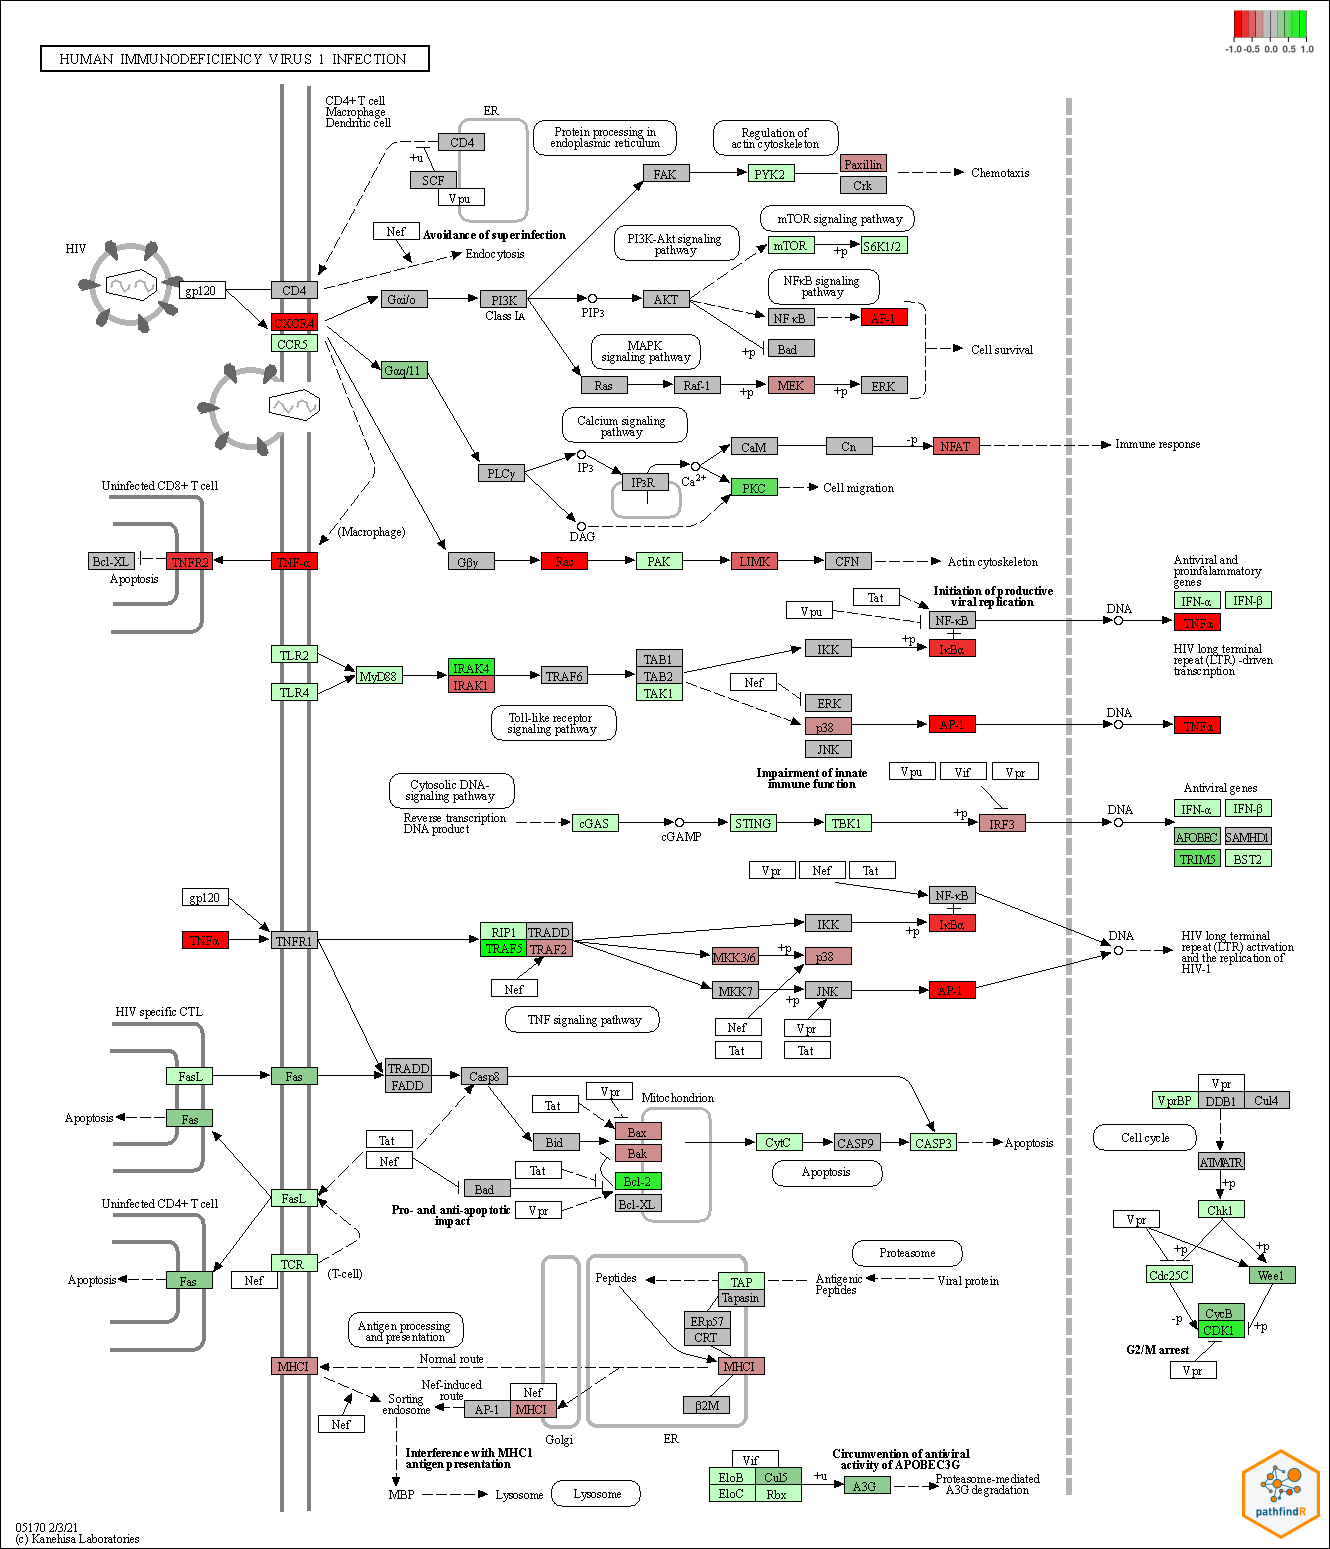 -1.0 -0.5 0.0 0.5 1.0
HUMAN IMMUNODEFICIENCY VIRUS 1 INFECTION
CD4+ T cell
Macrophage
Dendritic cell
ER
CD4
+u
SCF
Vpu
Protein processing in
endoplasmic reticulum
Regulation of
actin cytoskeleton
FAK
PYK2
Paxillin
Crk
Chemotaxis
Nef
Avoidance of superinfection
Endocytosis
PI3K-Akt signaling
pathway
mTOR signaling pathway
mTOR
+p
S6K1/2
HIV
gp120
CD4
CXCR4
CCR5
Gαi/o
PI3K
Class IA
PIP3
AKT
NFκB signaling
pathway
NFκB
AP-1
+p
Bad
Cell survival
Gαq/11
MAPK
signaling pathway
Ras
Raf-1
+p
MEK
+p
ERK
Calcium signaling
pathway
PLCγ
IP3
IP3R
Ca2+
DAG
CaM
Cn
-p
NFAT
Immune response
PKC
Cell migration
Uninfected CD8+ T cell
(Macrophage)
Bcl-XL
TNFR2
TNF-α
Apoptosis
Gβγ
Rac
PAK
LIMK
CFN
Actin cytoskeleton
Antiviral and
proinfalammatory
genes
IFN-α
IFN-β
TNFα
HIV long terminal
repeat (LTR) -driven
transcription
Initiation of productive
viral replication
Tat
Vpu
NF-κB
+p
IκBα
DNA
TLR2
TLR4
MyD88
IRAK4
IRAK1
TRAF6
TAB1
TAB2
TAK1
IKK
Nef
ERK
p38
JNK
AP-1
DNA
TNFα
Toll-like receptor
signaling pathway
Impairment of innate
immune function
Vpu
Vif
Vpr
Cytosolic DNA-
signaling pathway
Reverse transcription
DNA product
cGAS
cGAMP
STING
TBK1
+p
IRF3
DNA
Antiviral genes
IFN-α
IFN-β
APOBEC
SAMHD1
TRIM5
BST2
Vpr
Nef
Tat
gp120
TNFα
TNFR1
RIP1
TRADD
TRAF5
TRAF2
Nef
TNF signaling pathway
IKK
+p
NF-κB
IκBα
MKK3/6
+p
p38
MKK7
+p
JNK
AP-1
Nef
Tat
Vpr
Tat
DNA
HIV long terminal
repeat (LTR) activation
and the replication of
HIV-1
HIV specific CTL
FasL
Fas
Apoptosis
Fas
TRADD
FADD
Casp8
Tat
Nef
Bid
Bad
Vpr
Tat
Mitochondrion
Bax
Bak
Tat
Bcl-2
Bcl-XL
Vpr
Pro- and anti-apoptotic
impact
CytC
CASP9
CASP3
Apoptosis
Apoptosis
Uninfected CD4+ T cell
FasL
TCR
(T-cell)
Apoptosis
Fas
Nef
Vpr
VprBP
DDB1
Cul4
Cell cycle
ATM/ATR
+p
Chk1
Vpr
+p
+p
Cdc25C
Wee1
-p
CycB
CDK1
+p
G2/M arrest
Vpr
Proteasome
Peptides
TAP
Tapasin
Antigenic
Peptides
Viral protein
ERp57
CRT
MHCI
β2M
Antigen processing
and presentation
MHCI
Normal route
Nef-induced
route
Nef
Sorting
endosome
AP-1
Nef
MHCI
Golgi
ER
Interference with MHC1
antigen presentation
MBP
Lysosome
Lysosome
Vif
EloB
Cul5
EloC
Rbx
+u
Circumvention of antiviral
activity of APOBEC3G
A3G
Proteasome-mediated
A3G degradation
pathfindR
05170 2/3/21
(c) Kanehisa Laboratories